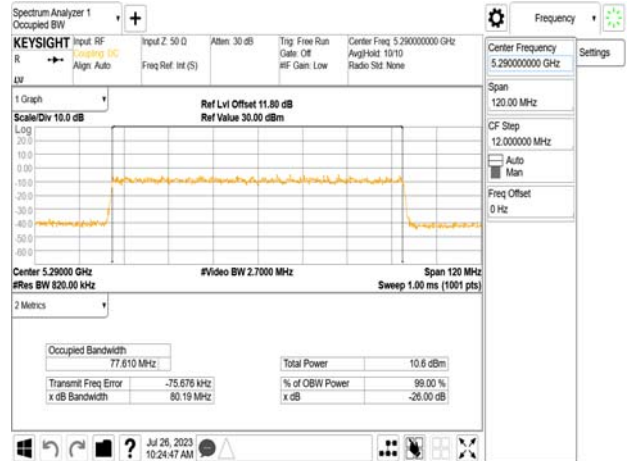 Spectrum Analyzer 1
Occupied BW
Frequency
KEYSIGHT
R
Input: RF
Coupling: DC
Align: Auto
Input Z: 50 Ω
Freq Ref: Int (S)
Atten: 30 dB
Trig: Free Run
Gate: Off
#IF Gain: Low
Center Freq: 5.290000000 GHz
Avg|Hold: 10/10
Radio Std: None
Center Frequency
5.290000000 GHz
Settings
Span
120.00 MHz
CF Step
12.000000 MHz
Auto
Man
Freq Offset
0 Hz
1 Graph
Scale/Div 10.0 dB
Ref Lvl Offset 11.80 dB
Ref Value 30.00 dBm
Log
20.0
10.0
0.00
-10.0
-20.0
-30.0
-40.0
-50.0
-60.0
Center 5.29000 GHz
#Res BW 820.00 kHz
#Video BW 2.7000 MHz
Span 120 MHz
Sweep 1.00 ms (1001 pts)
2 Metrics
Occupied Bandwidth
77.610 MHz
Transmit Freq Error -75.676 kHz
x dB Bandwidth 80.19 MHz
Total Power 10.6 dBm
% of OBW Power 99.00 %
x dB -26.00 dB
Jul 26, 2023
10:24:47 AM